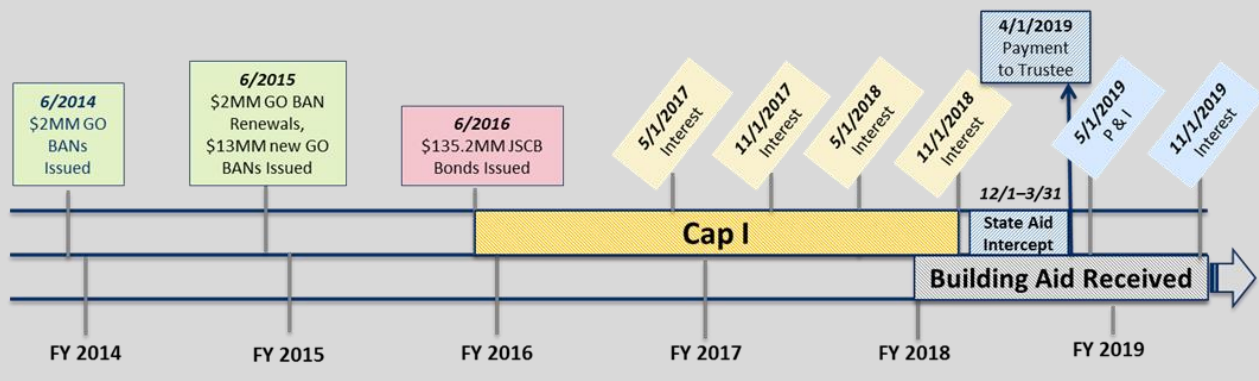 6/2014
$2MM GO
BANs
Issued
6/2015
$2MM GO BAN
Renewals,
$13MM new GO
BANs Issued
6/2016
$135.2MM JSCB
Bonds Issued
5/1/2017
Interest
11/1/2017
Interest
5/1/2018
Interest
11/1/2018
Interest
4/1/2019
Payment
to Trustee
5/1/2019
P & I
11/1/2019
Interest
12/1–3/31
Cap I
State Aid
Intercept
Building Aid Received
FY 2014
FY 2015
FY 2016
FY 2017
FY 2018
FY 2019